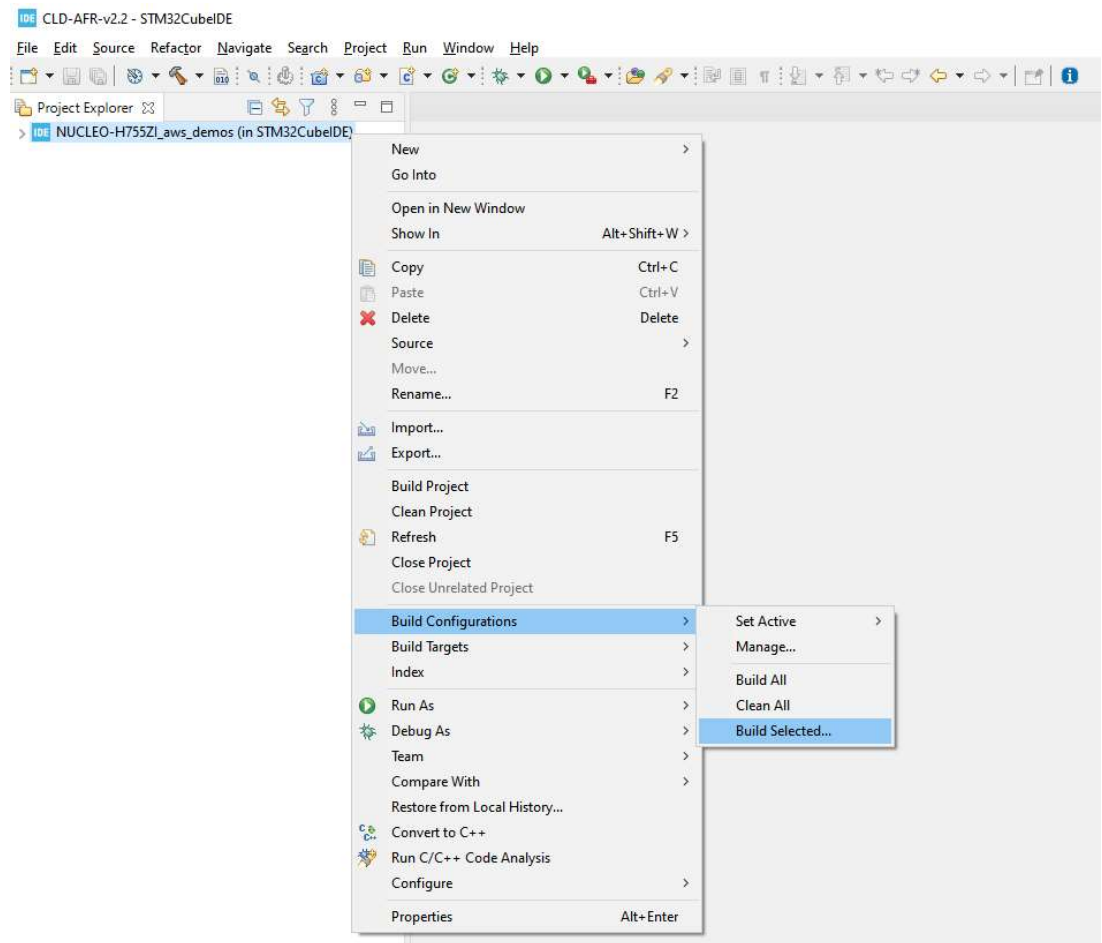 IDE CLD-AFR-v2.2 - STM32CubeIDE
File Edit Source Refactor Navigate Search Project Run Window Help
Project Explorer
IDE NUCLEO-H755ZI_aws_demos (in STM32CubeIDE)
New
Go Into
Open in New Window
Show In Alt+Shift+W
Copy Ctrl+C
Paste Ctrl+V
Delete Delete
Source
Move...
Rename... F2
Import...
Export...
Build Project
Clean Project
Refresh F5
Close Project
Close Unrelated Project
Build Configurations
Set Active
Build Targets
Manage...
Index
Build All
Run As
Clean All
Debug As
Build Selected...
Team
Compare With
Restore from Local History...
Convert to C++
Run C/C++ Code Analysis
Configure
Properties Alt+Enter